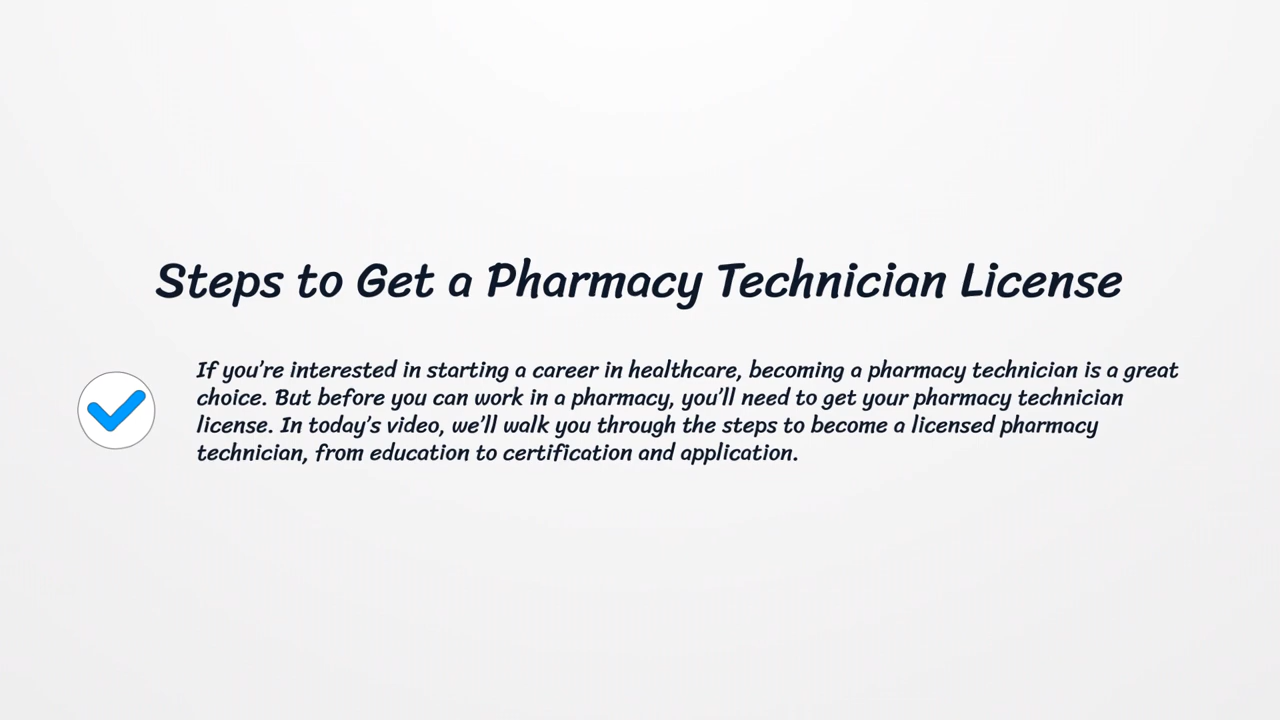 Steps to Get a Pharmacy Technician License
If you're interested in starting a career in healthcare, becoming a pharmacy technician is a great
choice. But before you can work in a pharmacy, you'll need to get your pharmacy technician
license. In today's video, we'll walk you through the steps to become a licensed pharmacy
technician, from education to certification and application.